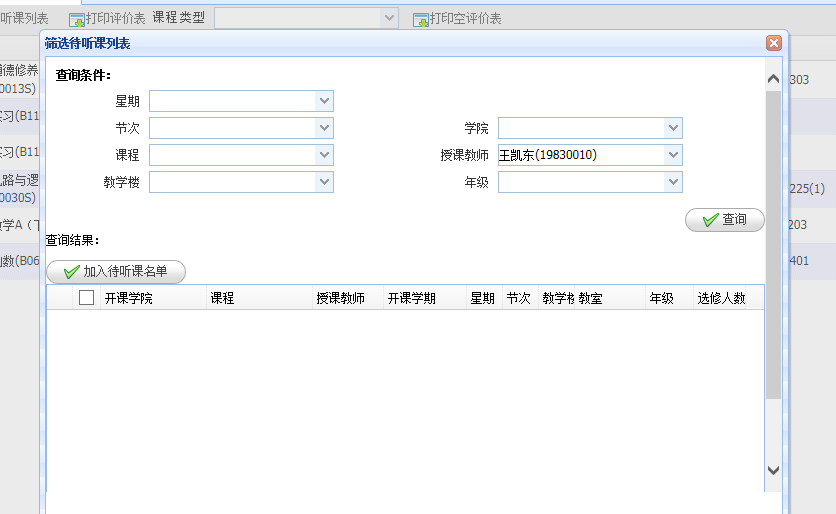 听课列表 打印评价表 课程类型 打印空评价表
筛选待听课列表
查询条件：
星期
节次 学院
课程 授课教师 王凯东(19830010)
教学楼 年级
查询
查询结果：
加入待听课名单
开课学院 课程 授课教师 开课学期 星期 节次 教学楼 教室 年级 选修人数
道德修养 303
0013S)
实习(B11
实习(B11
几路与逻 225(1)
0030S)
数学A（下 203
函数(B06 401